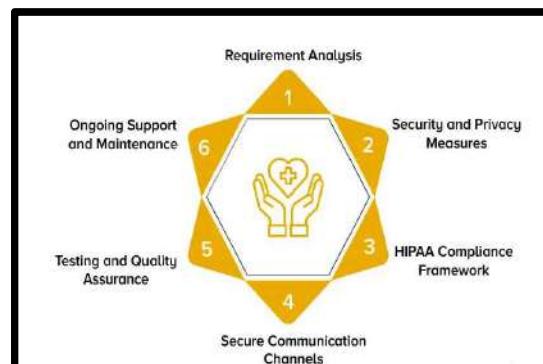 Requirement Analysis
1
Security and Privacy
Measures
2
HIPAA Compliance
Framework
3
Secure Communication
Channels
4
Testing and Quality
Assurance
5
Ongoing Support
and Maintenance
6